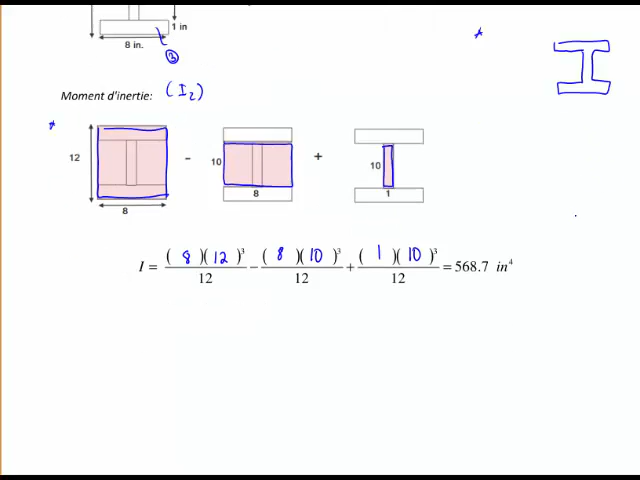 1 in
8 in.
3
Moment d'inertie: (I₂)
12 - 10 + 10
8 8 1
I = (8)(12)³/12 − (8)(10)³/12 + (1)(10)³/12 = 568.7 in⁴